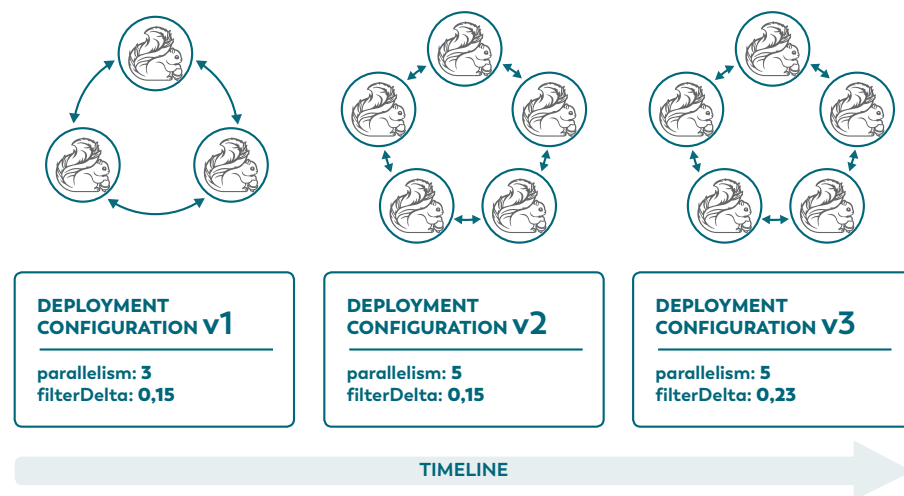 DEPLOYMENT
CONFIGURATION v1
parallelism: 3
filterDelta: 0,15
DEPLOYMENT
CONFIGURATION v2
parallelism: 5
filterDelta: 0,15
DEPLOYMENT
CONFIGURATION v3
parallelism: 5
filterDelta: 0,23
TIMELINE